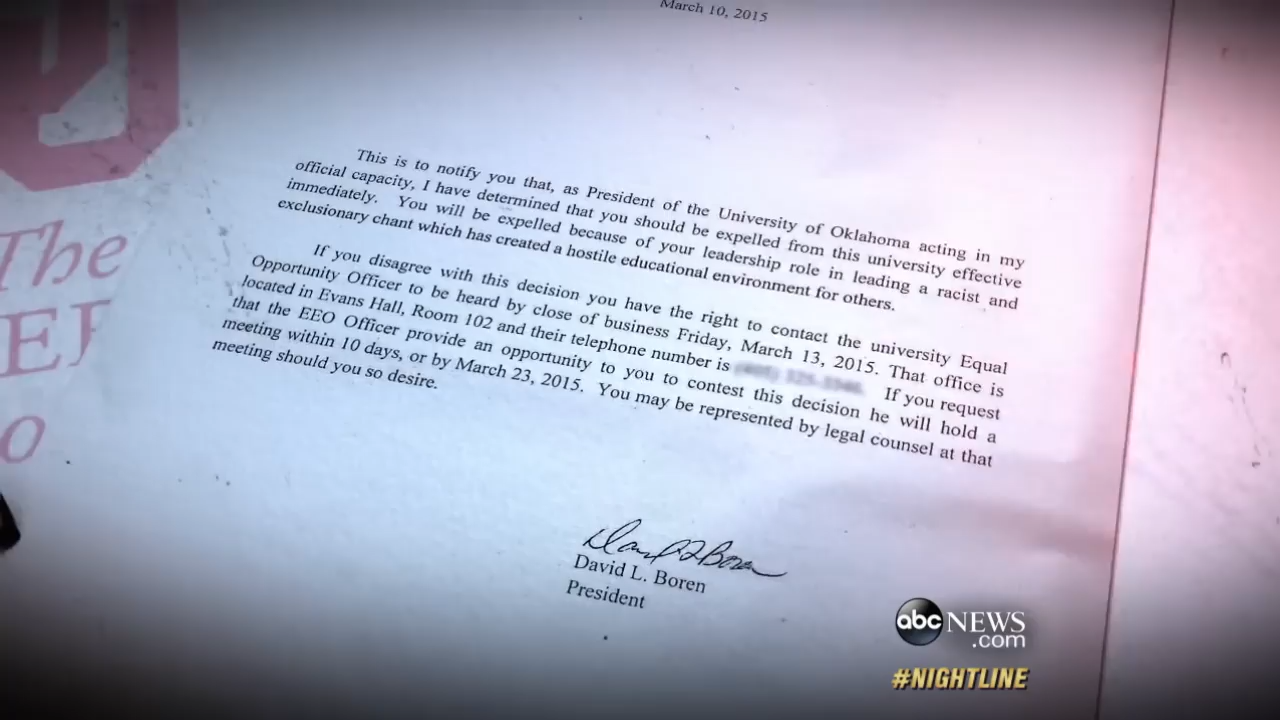 March 10, 2015
This is to notify you that, as President of the University of Oklahoma acting in my
official capacity, I have determined that you should be expelled from this university effective
immediately. You will be expelled because of your leadership role in leading a racist and
exclusionary chant which has created a hostile educational environment for others.
If you disagree with this decision you have the right to contact the university Equal
Opportunity Officer to be heard by close of business Friday, March 13, 2015. That office is
located in Evans Hall, Room 102 and their telephone number is If you request
that the EEO Officer provide an opportunity to you to contest this decision he will hold a
meeting within 10 days, or by March 23, 2015. You may be represented by legal counsel at that
meeting should you so desire.
David L. Boren
David L. Boren
President
The
abc NEWS
.com
#NIGHTLINE